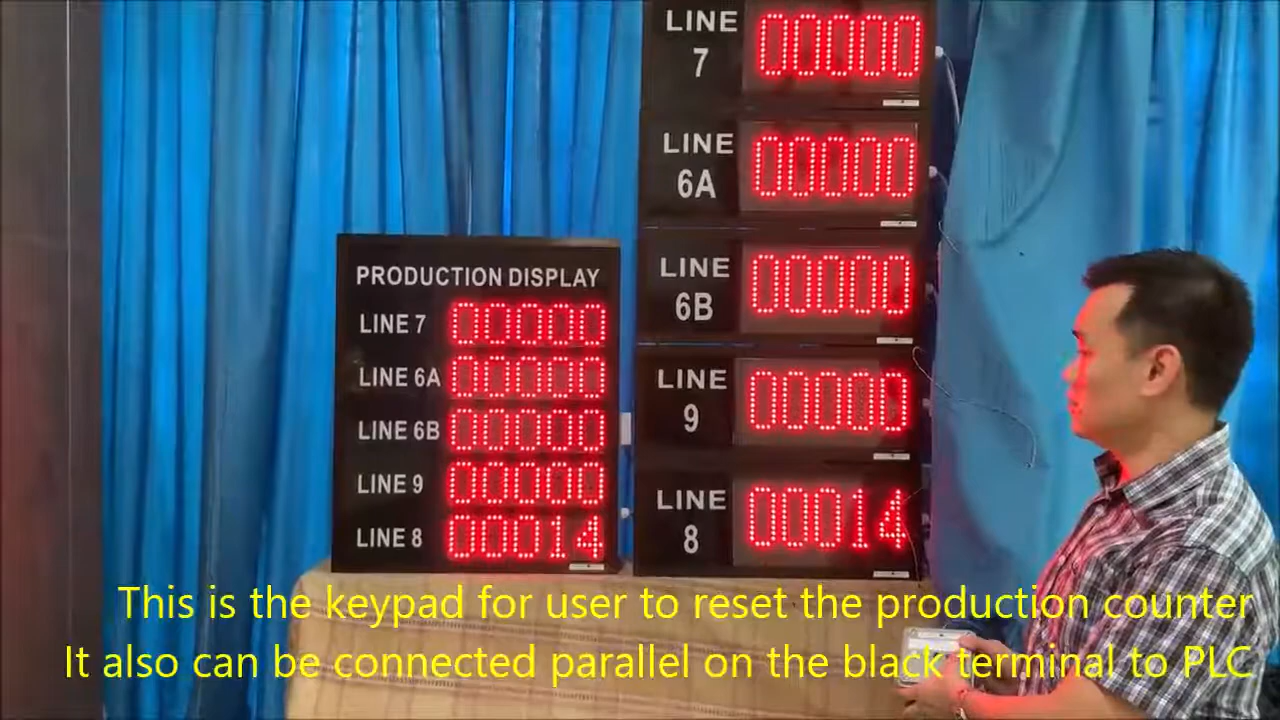 PRODUCTION DISPLAY
LINE 7 00000
LINE 6A 00000
LINE 6B 00000
LINE 9 00000
LINE 8 00014
LINE
7
00000
LINE
6A
00000
LINE
6B
00000
LINE
9
00000
LINE
8
00014
This is the keypad for user to reset the production counter
It also can be connected parallel on the black terminal to PLC